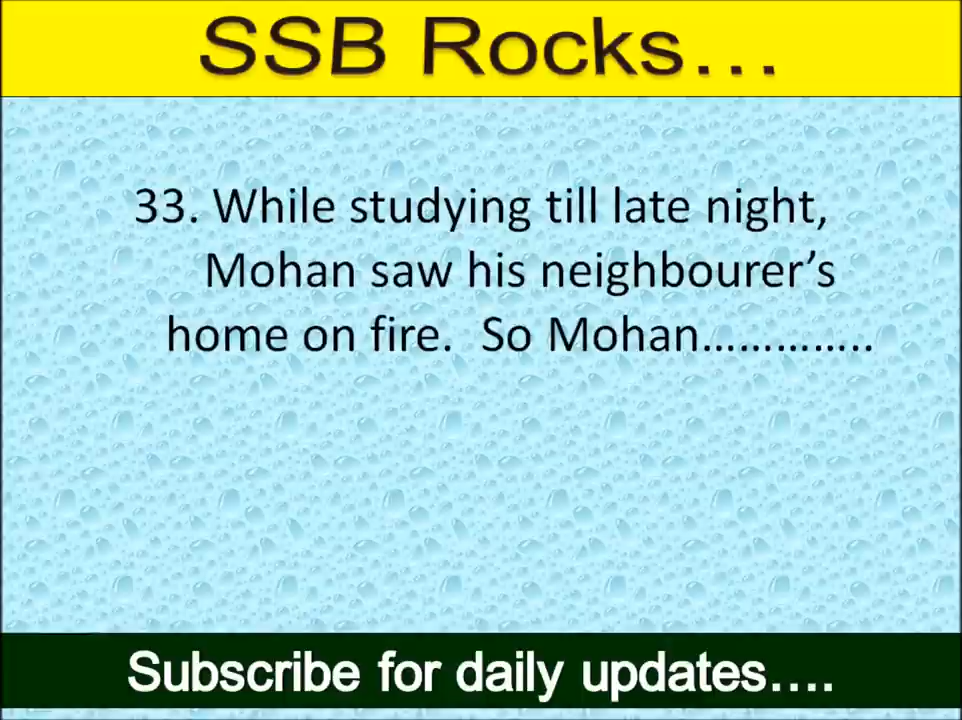 SSB Rocks...
33. While studying till late night,
Mohan saw his neighbourer’s
home on fire. So Mohan…………..
Subscribe for daily updates....